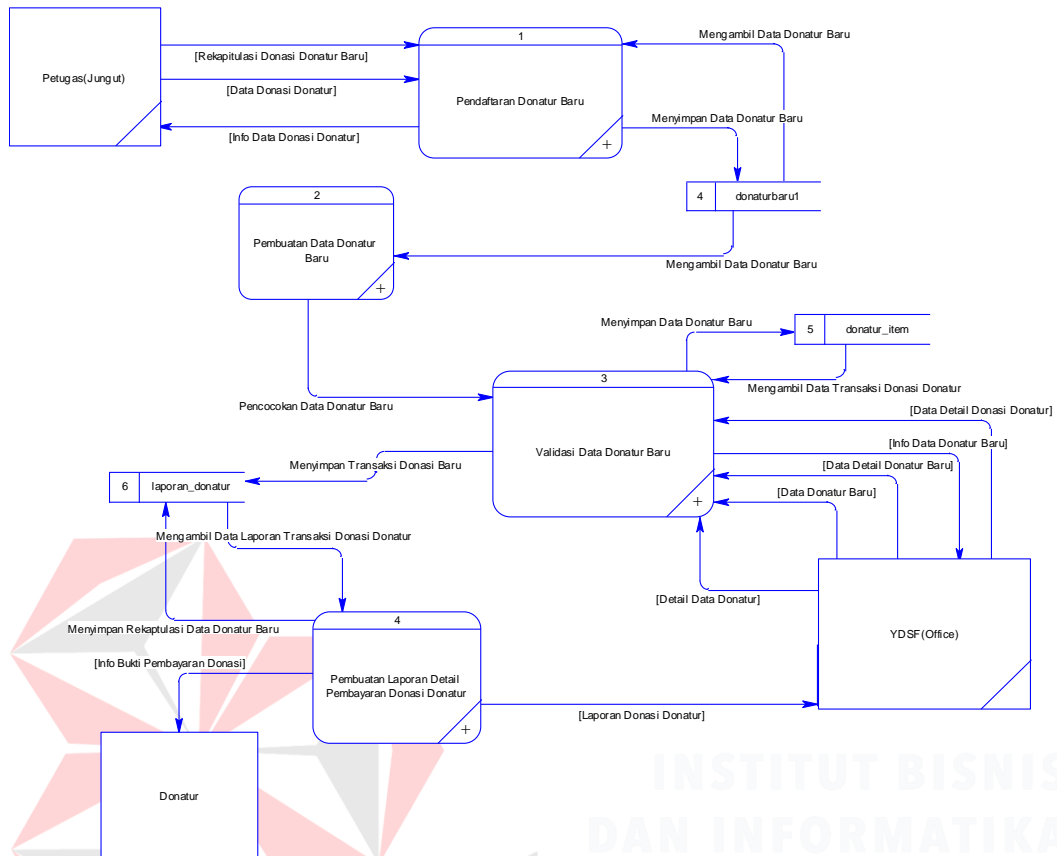 1
Mengambil Data Donatur Baru
[Rekapitulasi Donasi Donatur Baru]
Petugas(Jungut)
[Data Donasi Donatur]
Pendaftaran Donatur Baru
Menyimpan Data Donatur Baru
[Info Data Donasi Donatur]
+
4
donaturbaru1
2
Pembuatan Data Donatur
Baru
+
Mengambil Data Donatur Baru
Menyimpan Data Donatur Baru
5
donatur_item
3
Mengambil Data Transaksi Donasi Donatur
Pencocokan Data Donatur Baru
[Data Detail Donasi Donatur]
[Info Data Donatur Baru]
Validasi Data Donatur Baru
Menyimpan Transaksi Donasi Baru
[Data Detail Donatur Baru]
6
laporan_donatur
[Data Donatur Baru]
+
Mengambil Data Laporan Transaksi Donasi Donatur
[Detail Data Donatur]
Menyimpan Rekaptulasi Data Donatur Baru
4
YDSF(Office)
[Info Bukti Pembayaran Donasi]
Pembuatan Laporan Detail
Pembayaran Donasi Donatur
[Laporan Donasi Donatur]
+
Donatur
INSTITUT BISNIS
DAN INFORMATIKA